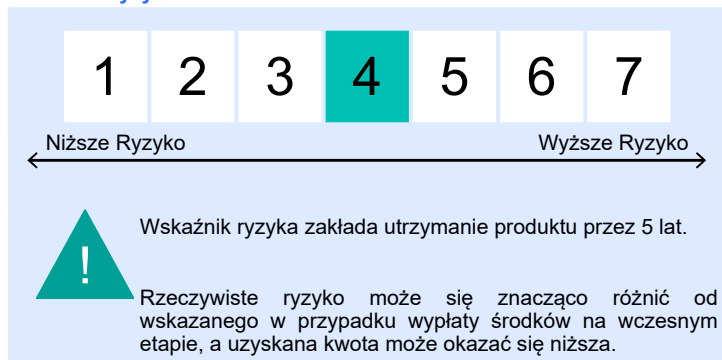 1 2 3 4 5 6 7
Niższe Ryzyko Wyższe Ryzyko
Wskaźnik ryzyka zakłada utrzymanie produktu przez 5 lat.
!
Rzeczywiste ryzyko może się znacząco różnić od
wskazanego w przypadku wypłaty środków na wczesnym
etapie, a uzyskana kwota może okazać się niższa.